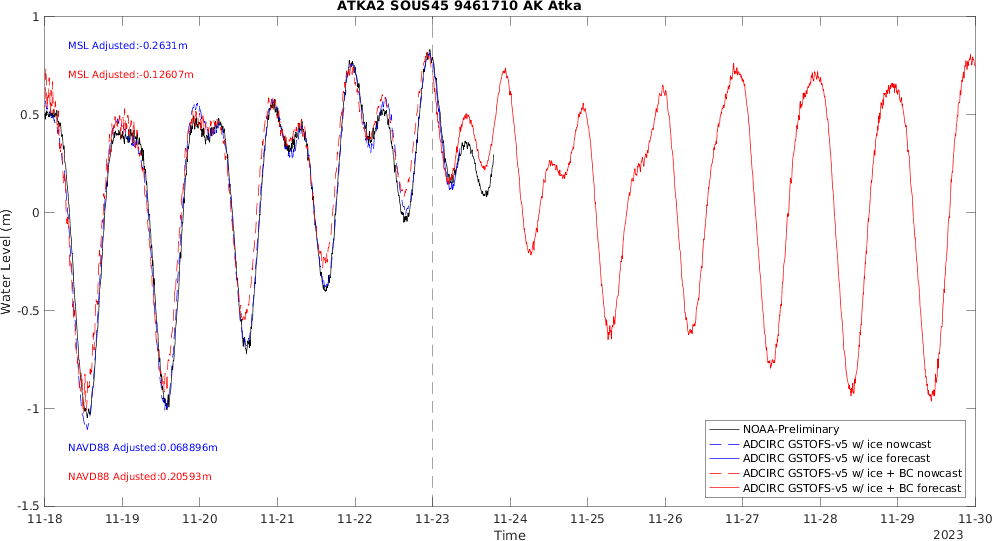 ATKA2 SOUS45 9461710 AK Atka
1
0.5
0
-0.5
-1
-1.5
Water Level (m)
MSL Adjusted:-0.2631m
MSL Adjusted:-0.12607m
NAVD88 Adjusted:0.068896m
NAVD88 Adjusted:0.20593m
NOAA-Preliminary
ADCIRC GSTOFS-v5 w/ ice nowcast
ADCIRC GSTOFS-v5 w/ ice forecast
ADCIRC GSTOFS-v5 w/ ice + BC nowcast
ADCIRC GSTOFS-v5 w/ ice + BC forecast
11-18 11-19 11-20 11-21 11-22 11-23 11-24 11-25 11-26 11-27 11-28 11-29 11-30
Time
2023